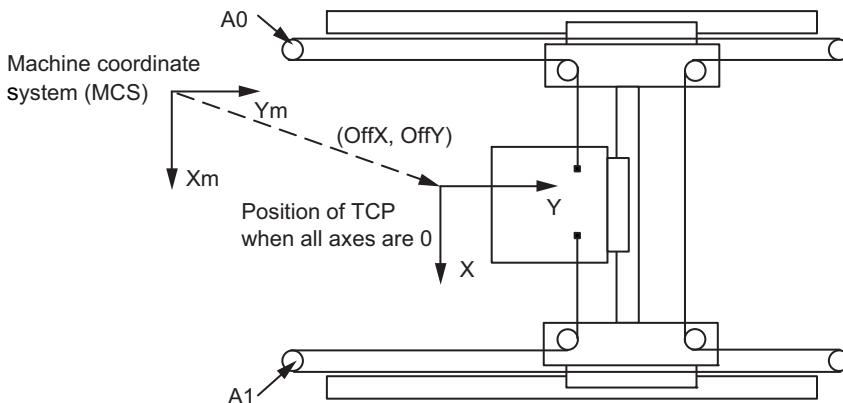 A0
Machine coordinate
system (MCS)
Ym
(OffX, OffY)
Xm
Position of TCP
when all axes are 0
Y
X
A1